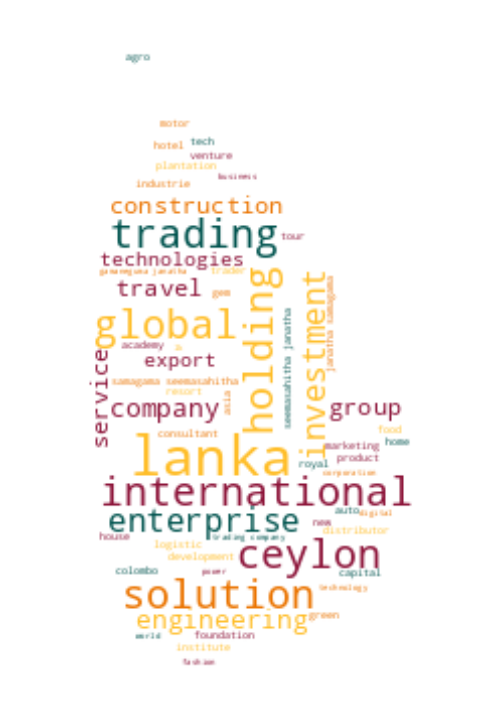 agro
motor
hotel
tech
venture
plantation
business
industrie
construction
trading
tour
technologies
gamameguma janatha
trader
travel
gem
holding
investment
janatha samagama
seemasahitha janatha
global
academy
export
service
samagama seemasahitha
resort
asia
company
group
consultant
food
home
lanka
marketing
product
royal
corporation
international
enterprise
auto
digital
new
distributor
house
trading company
logistic
ceylon
development
colombo
power
capital
solution
technology
engineering
green
world
foundation
institute
fashion